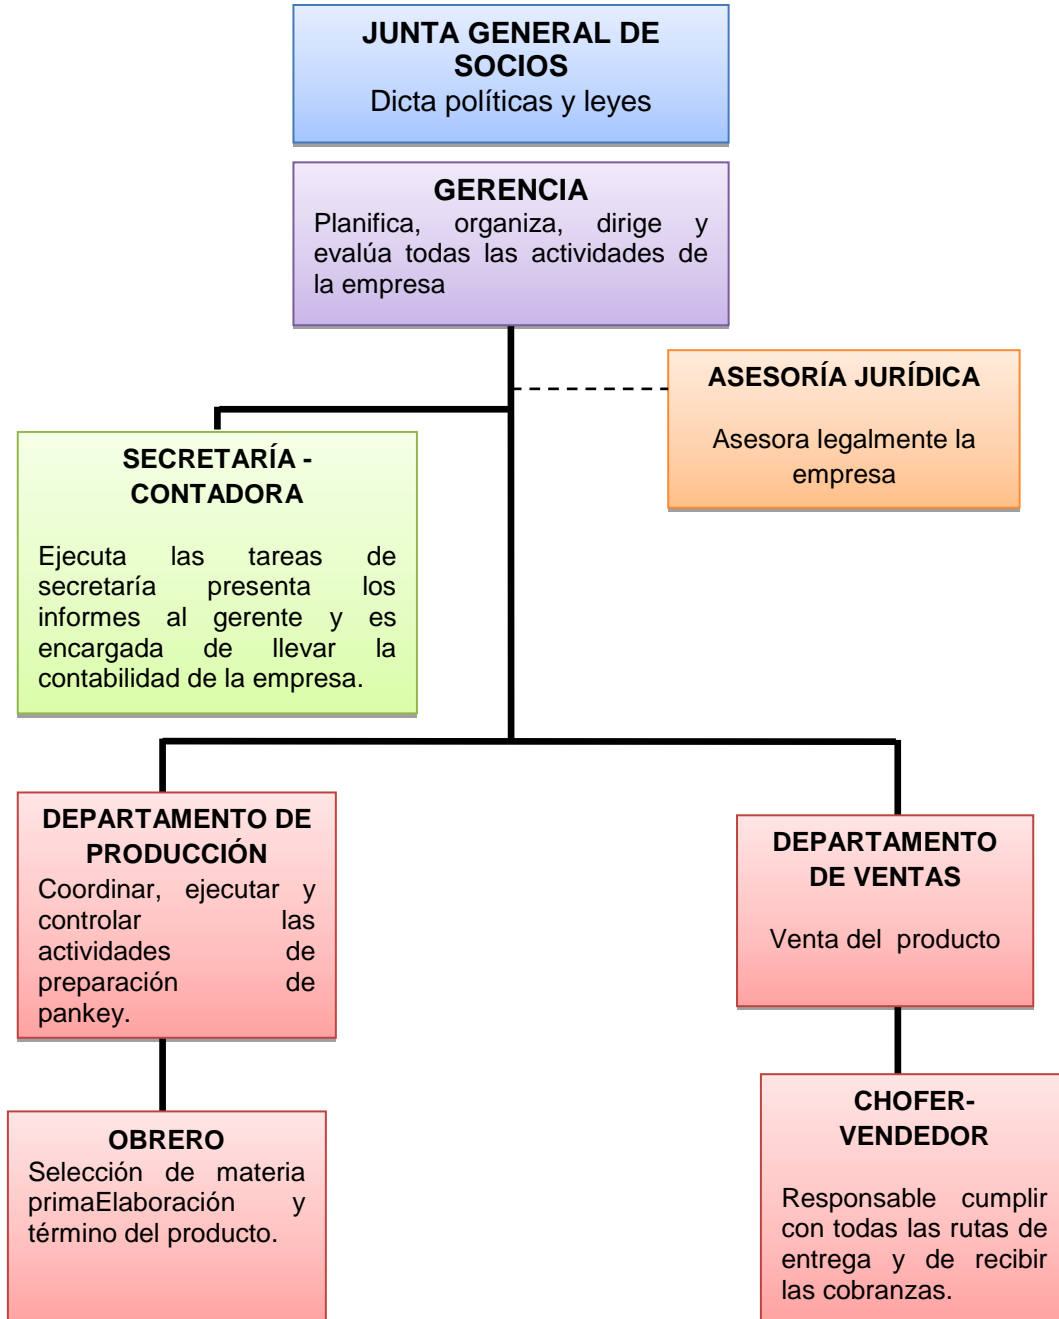 JUNTA GENERAL DE
SOCIOS
Dicta políticas y leyes
GERENCIA
Planifica, organiza, dirige y
evalúa todas las actividades de
la empresa
ASESORÍA JURÍDICA
Asesora legalmente la
empresa
SECRETARÍA -
CONTADORA
Ejecuta las tareas de
secretaría presenta los
informes al gerente y es
encargada de llevar la
contabilidad de la empresa.
DEPARTAMENTO DE
PRODUCCIÓN
Coordinar, ejecutar y
controlar las
actividades de
preparación de
pankey.
DEPARTAMENTO
DE VENTAS
Venta del producto
OBRERO
Selección de materia
primaElaboración y
término del producto.
CHOFER-
VENDEDOR
Responsable cumplir
con todas las rutas de
entrega y de recibir
las cobranzas.